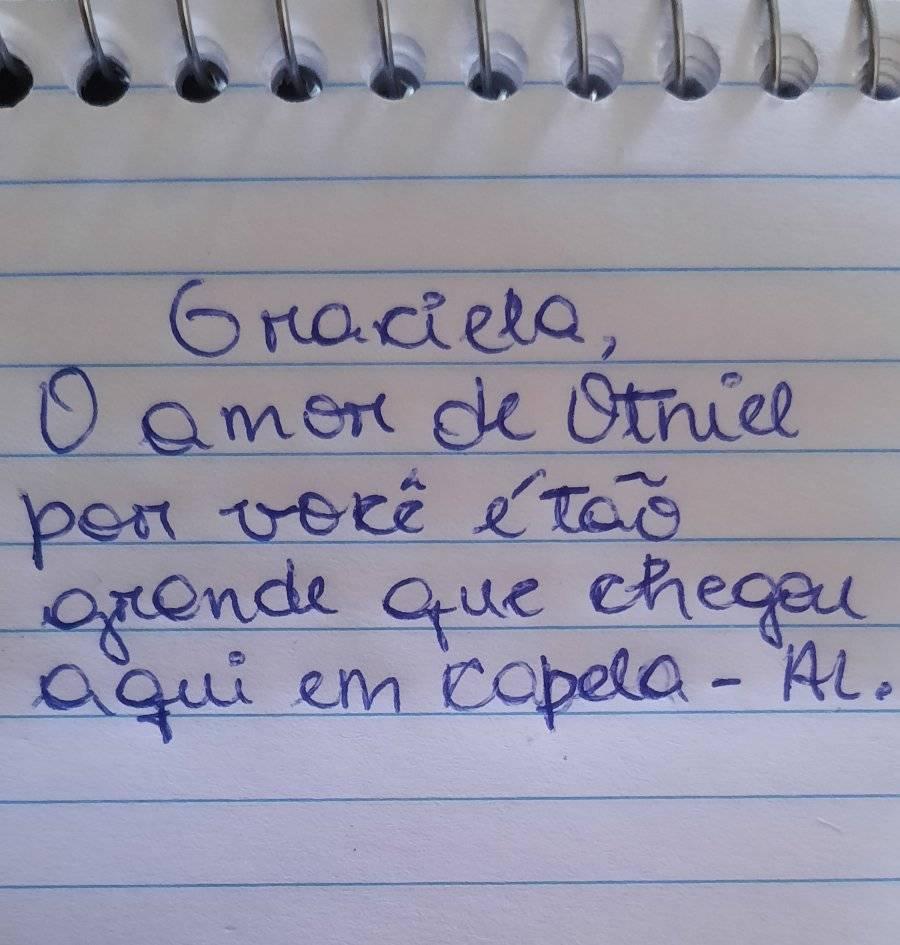 Graciela,
O amor de Otniel
por você é tão
grande que chegou
aqui em Capela - AL.